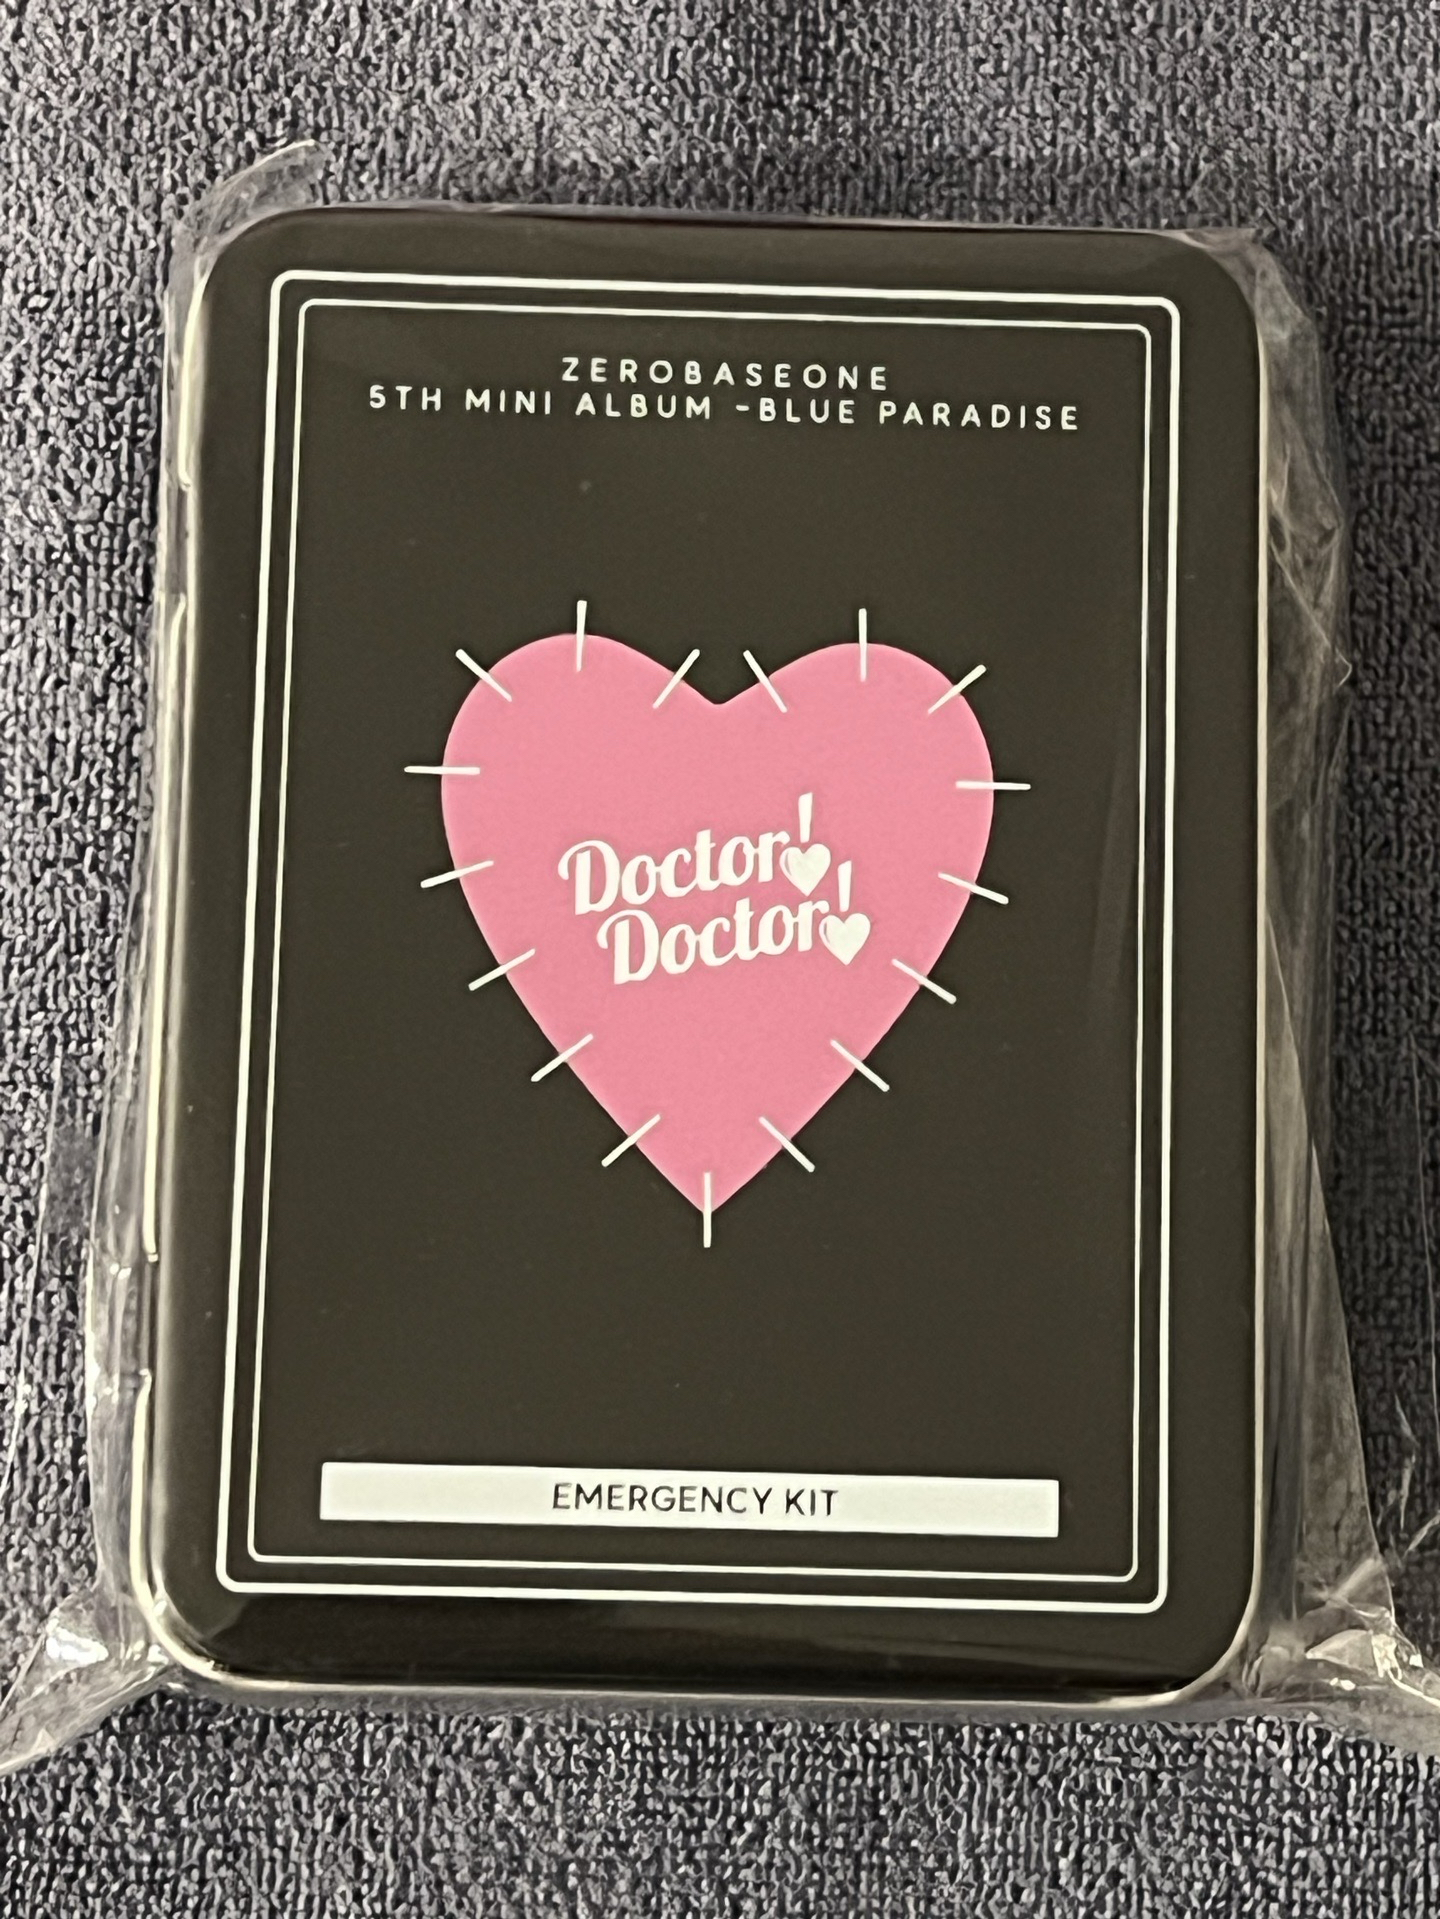 ZEROBASEONE
5TH MINI ALBUM -BLUE PARADISE
Doctor!
Doctor!
EMERGENCY KIT